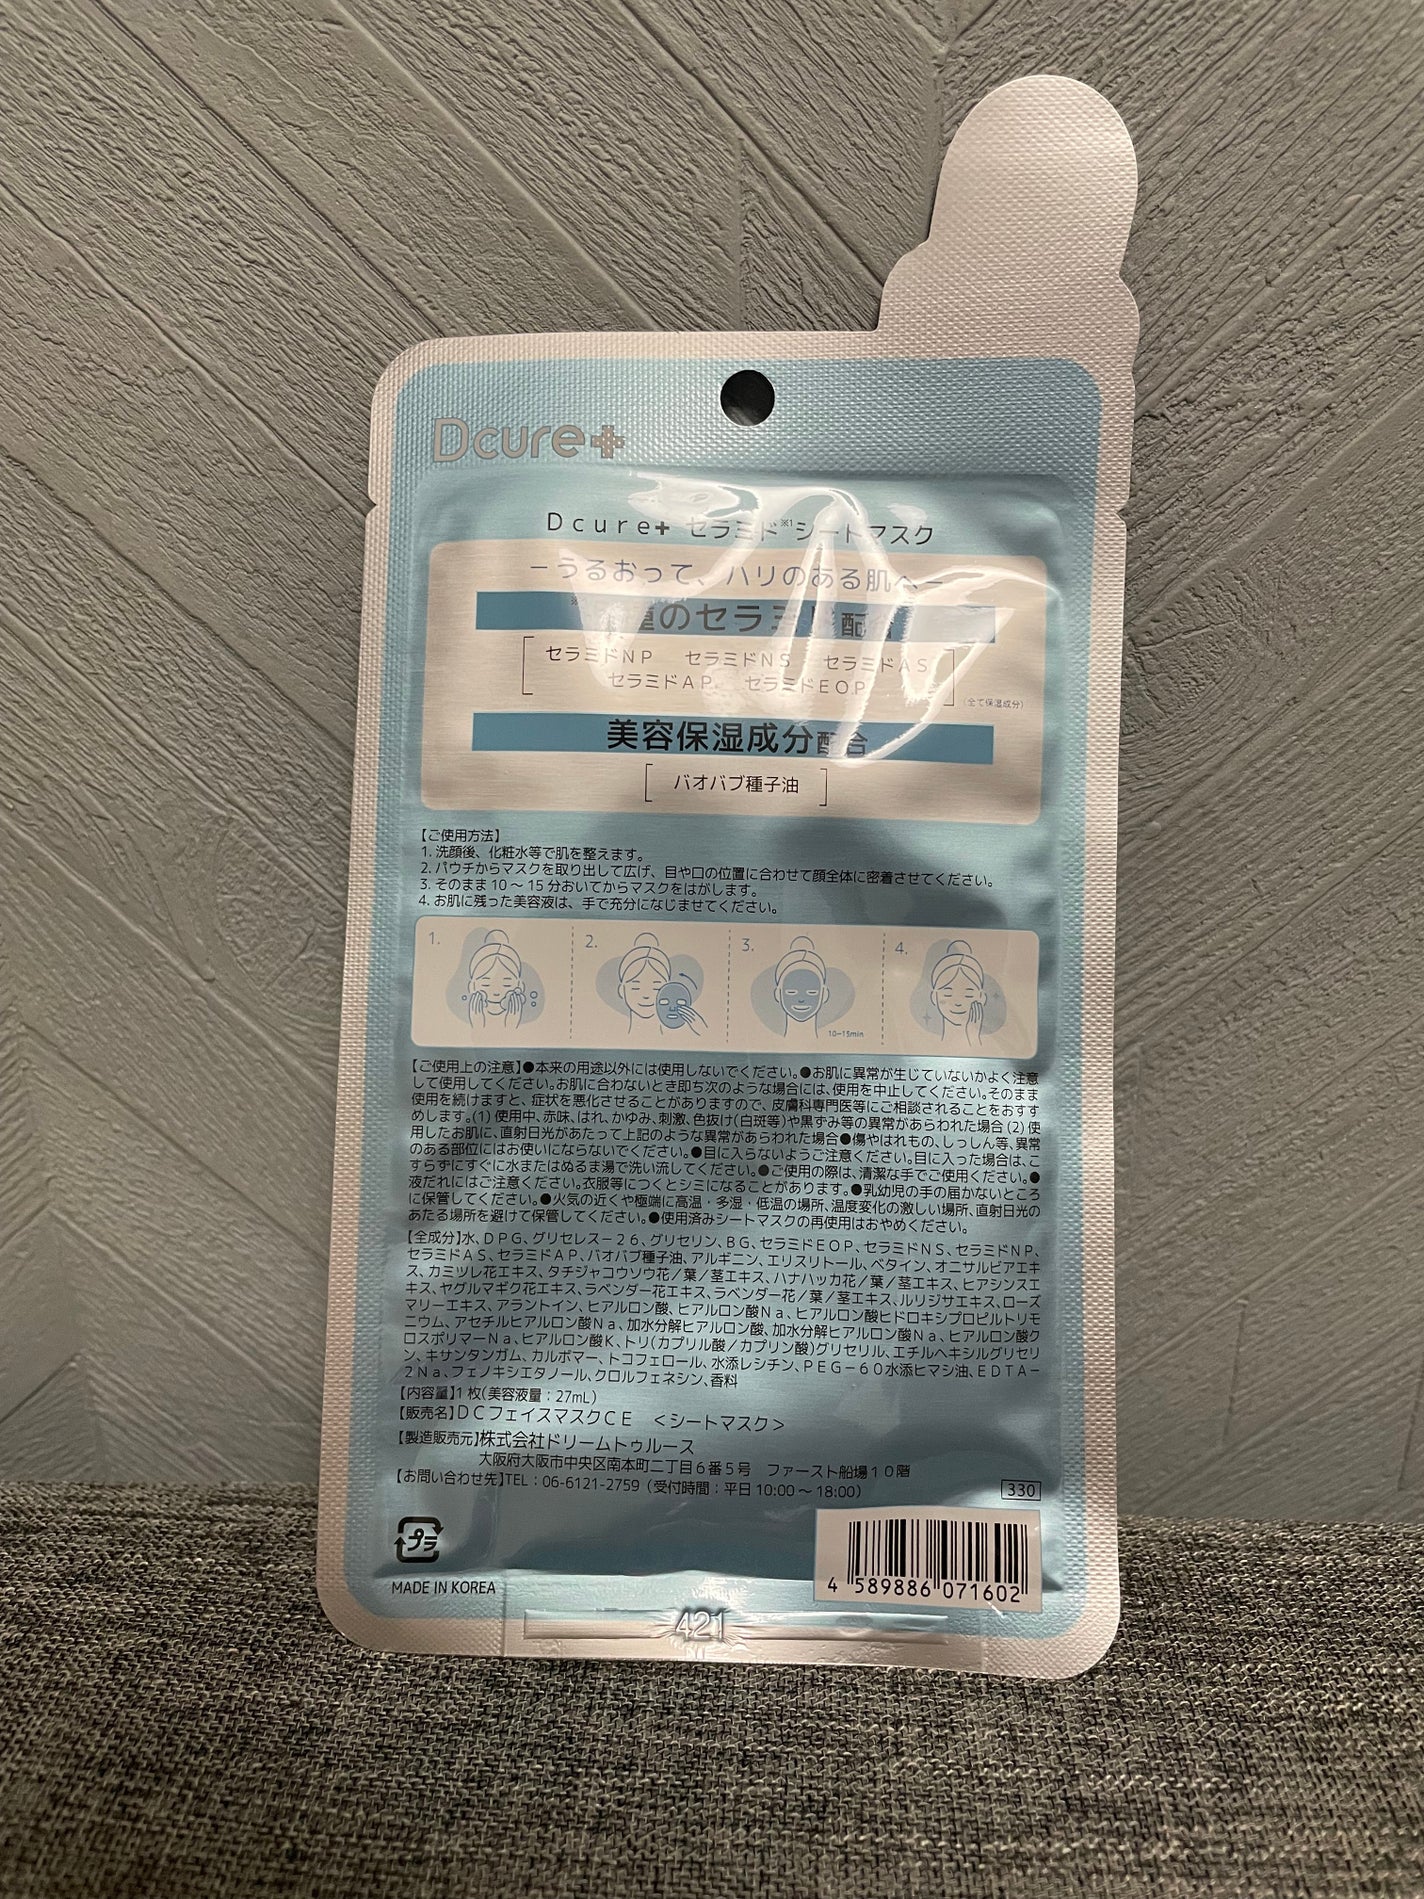 Dcure+
Dcure+ セラミド※1シートマスク
－うるおって、ハリのある肌へ－
重のセラミド配合
セラミドNP セラミドNS セラミドAS
セラミドAP セラミドEOP
(全て保湿成分)
美容保湿成分配合
バオバブ種子油
【ご使用方法】
1. 洗顔後、化粧水等で肌を整えます。
2. パウチからマスクを取り出して広げ、目や口の位置に合わせて顔全体に密着させてください。
3. そのまま10～15分おいてからマスクをはがします。
4. お肌に残った美容液は、手で充分になじませてください。
1. 2. 3. 4.
10-15min
【ご使用上の注意】●本来の用途以外には使用しないでください。●お肌に異常が生じていないかよく注意
して使用してください。お肌に合わないとき即ち次のような場合には、使用を中止してください。そのまま
使用を続けますと、症状を悪化させることがありますので、皮膚科専門医等にご相談されることをおすす
めします。(1) 使用中、赤味、はれ、かゆみ、刺激、色抜け(白斑等)や黒ずみ等の異常があらわれた場合 (2) 使
用したお肌に、直射日光があたって上記のような異常があらわれた場合●傷やはれもの、しっしん等、異常
のある部位にはお使いにならないでください。●目に入らないようご注意ください。目に入った場合は、こ
すらずにすぐに水またはぬるま湯で洗い流してください。●ご使用の際は、清潔な手でご使用ください。●
液だれにはご注意ください。衣服等につくとシミになることがあります。●乳幼児の手の届かないところ
に保管してください。●火気の近くや極端に高温・多湿・低温の場所、温度変化の激しい場所、直射日光の
あたる場所を避けて保管してください。●使用済みシートマスクの再使用はおやめください。
【全成分】水、DPG、グリセレス－26、グリセリン、BG、セラミドEOP、セラミドNS、セラミドNP、
セラミドAS、セラミドAP、バオバブ種子油、アルギニン、エリスリトール、ベタイン、オニサルビアエキ
ス、カミツレ花エキス、タチジャコウソウ花／葉／茎エキス、ハナハッカ花／葉／茎エキス、ヒアシンスエ
キス、ヤグルマギク花エキス、ラベンダー花エキス、ラベンダー花／葉／茎エキス、ルリジサエキス、ローズ
マリーエキス、アラントイン、ヒアルロン酸、ヒアルロン酸Na、ヒアルロン酸ヒドロキシプロピルトリモ
ニウム、アセチルヒアルロン酸Na、加水分解ヒアルロン酸、加水分解ヒアルロン酸Na、ヒアルロン酸ク
ロスポリマーNa、ヒアルロン酸K、トリ(カプリル酸／カプリン酸)グリセリル、エチルヘキシルグリセリ
ン、キサンタンガム、カルボマー、トコフェロール、水添レシチン、PEG－60水添ヒマシ油、EDTA－
2Na、フェノキシエタノール、クロルフェネシン、香料
【内容量】1枚(美容液量：27mL)
【販売名】DCフェイスマスクCE ＜シートマスク＞
【製造販売元】株式会社ドリームトゥルース
大阪府大阪市中央区南本町二丁目6番5号 ファースト船場10階
【お問い合わせ先】TEL：06-6121-2759（受付時間：平日 10:00～18:00）
330
プラ
MADE IN KOREA
4 589886 071602
421